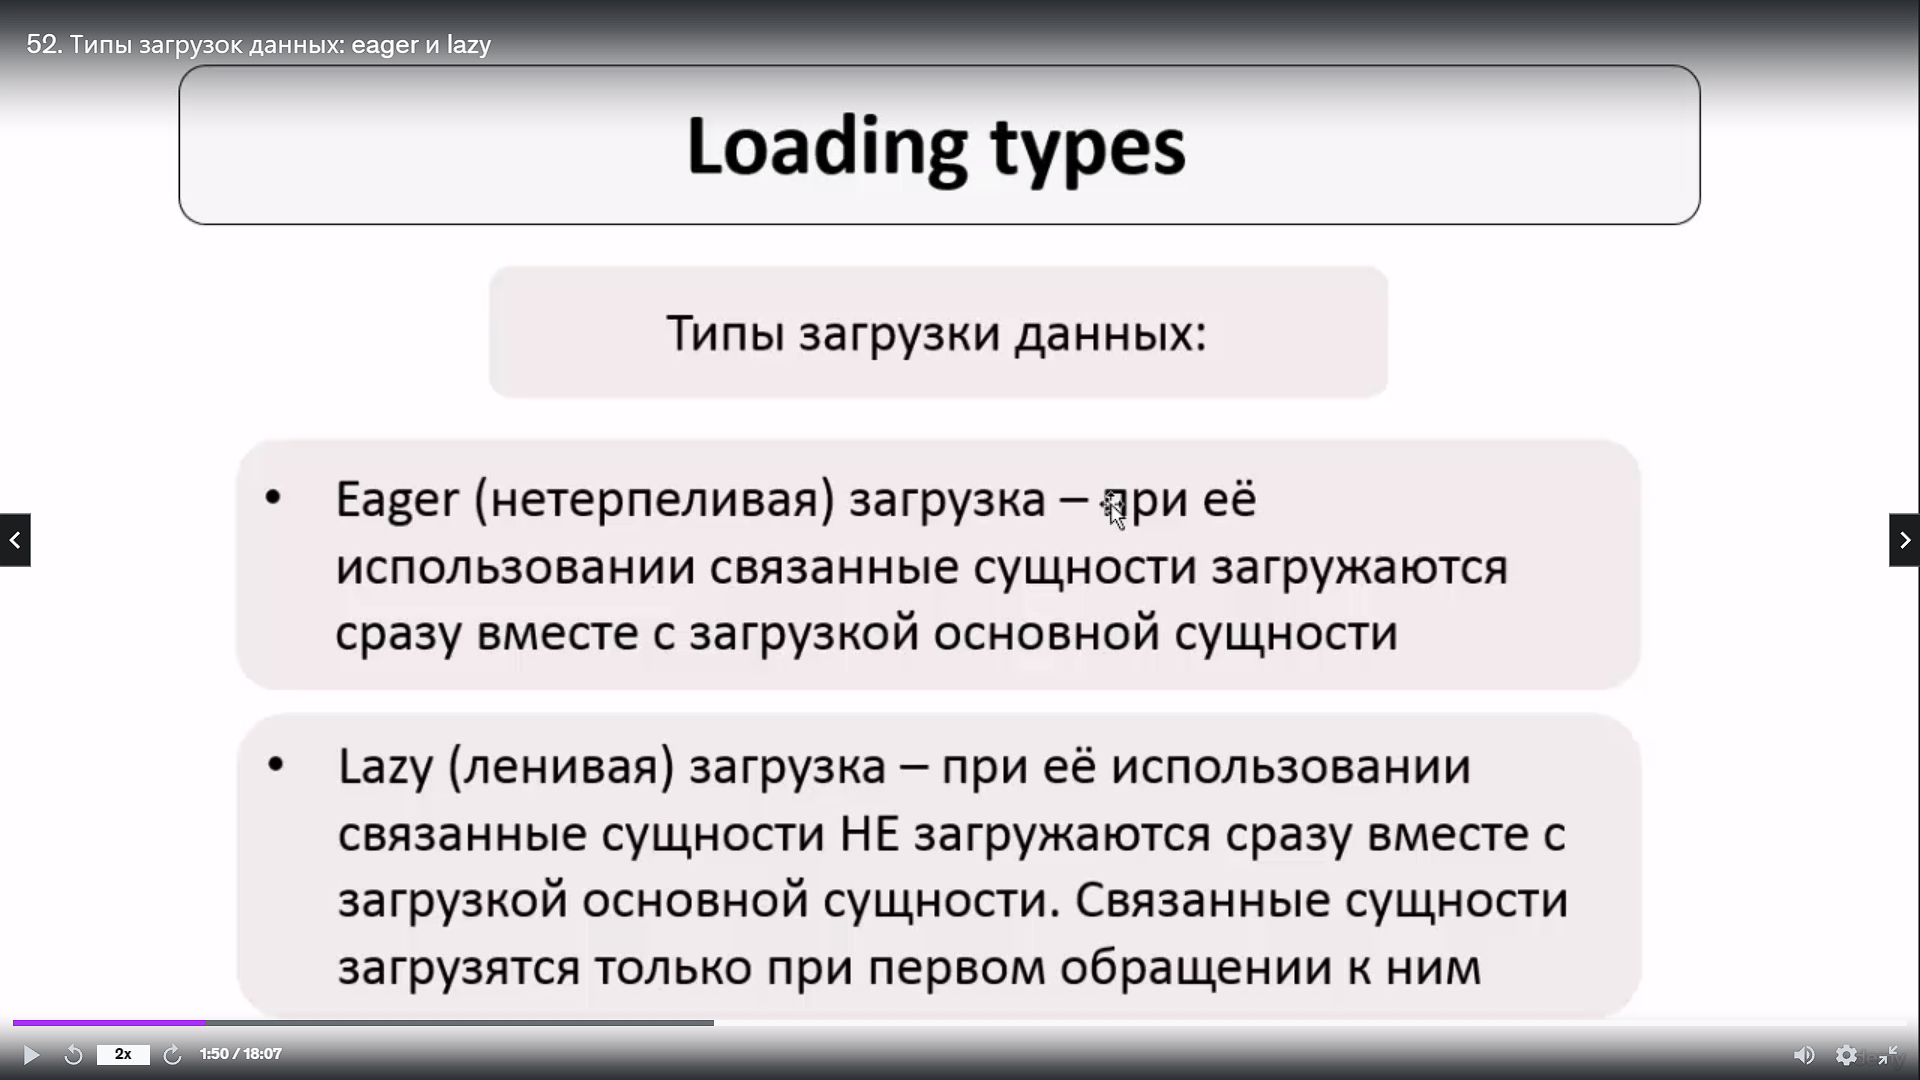 52. Типы загрузок данных: eager и lazy
Loading types
Типы загрузки данных:
• Eager (нетерпеливая) загрузка – при её
использовании связанные сущности загружаются
сразу вместе с загрузкой основной сущности
• Lazy (ленивая) загрузка – при её использовании
связанные сущности НЕ загружаются сразу вместе с
загрузкой основной сущности. Связанные сущности
загрузятся только при первом обращении к ним
2x
1:50 / 18:07